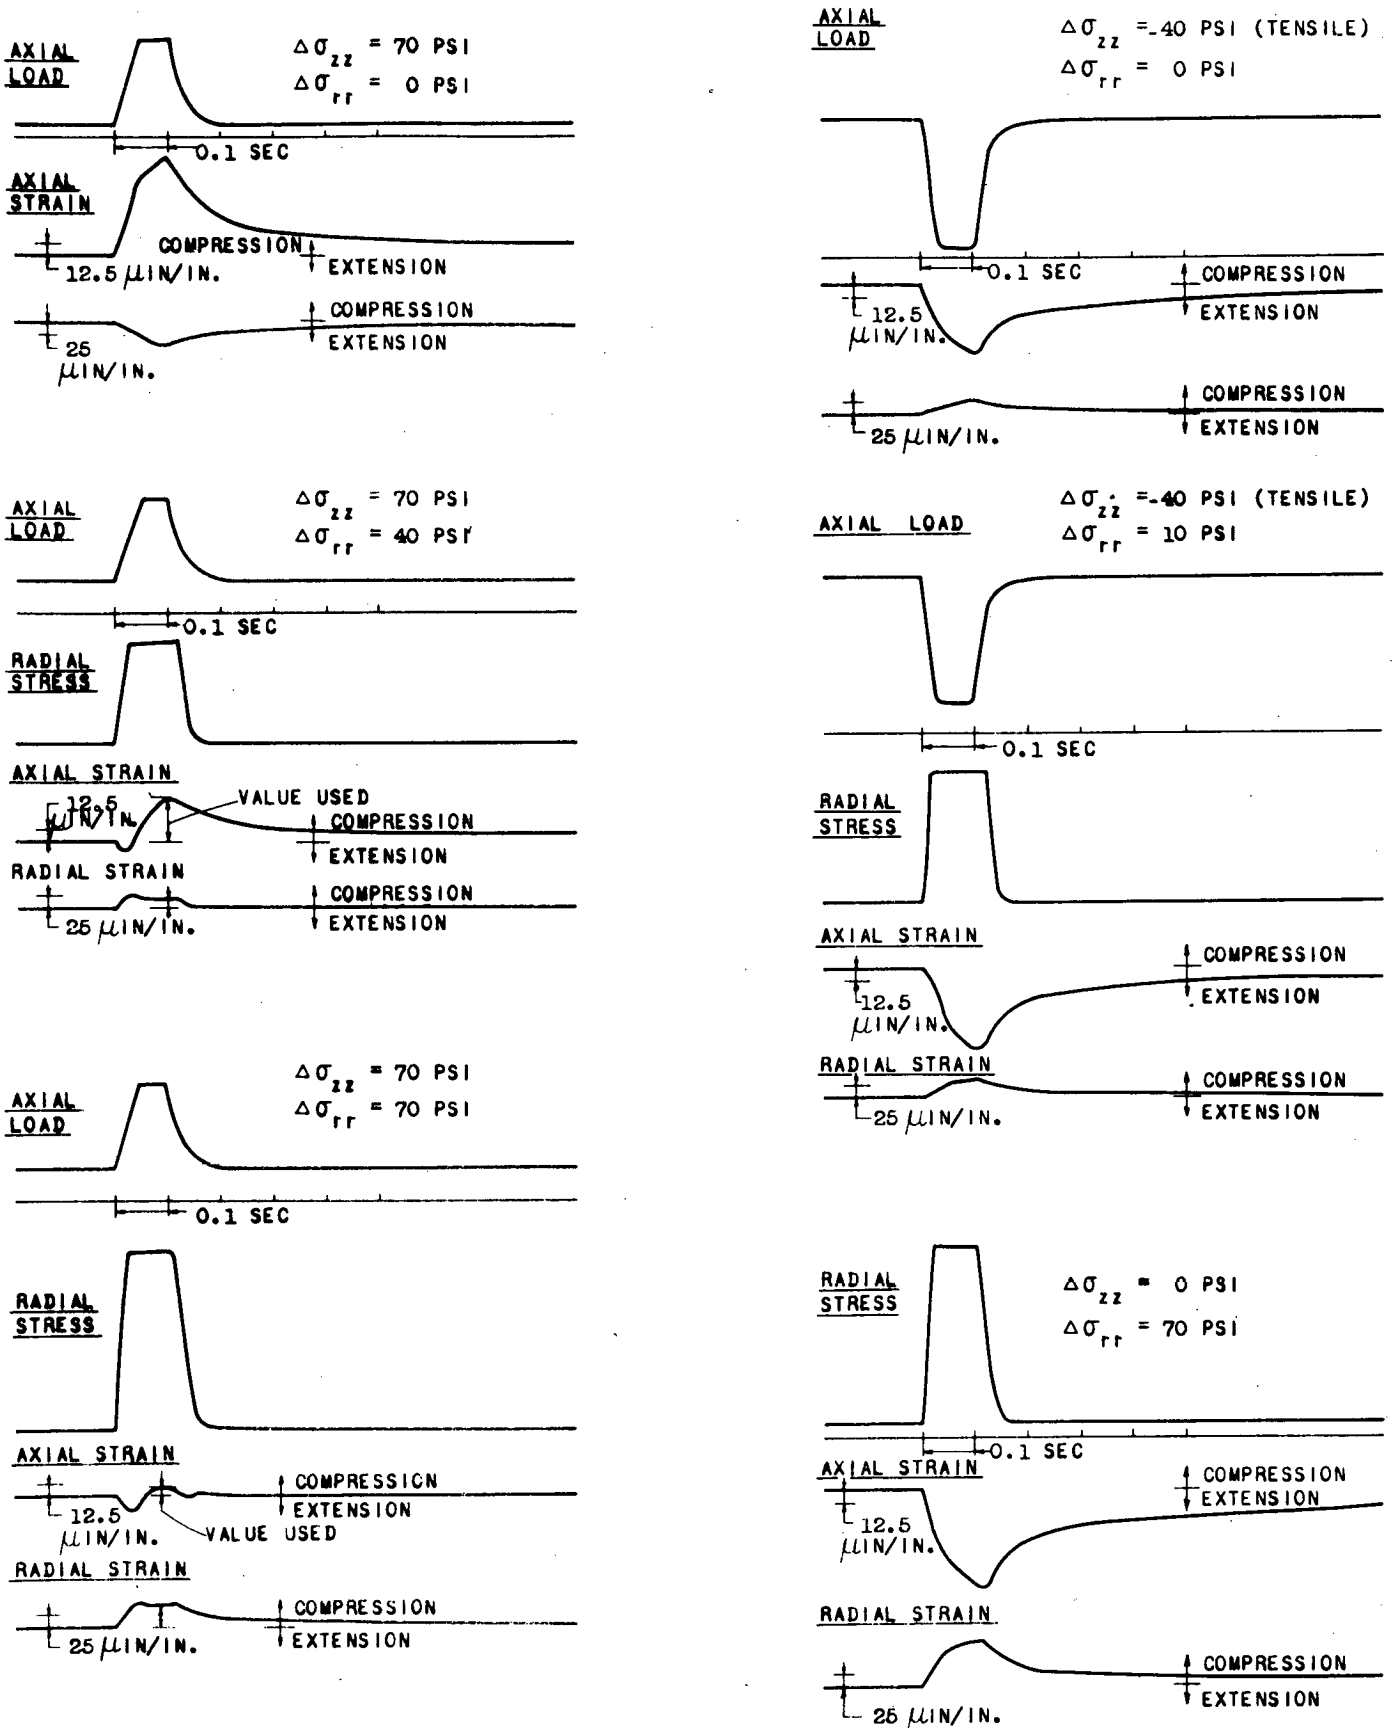 AXIAL
LOAD
Δσzz = 70 PSI
Δσrr = 0 PSI
0.1 SEC
AXIAL
STRAIN
COMPRESSION
EXTENSION
12.5 μIN/IN.
COMPRESSION
EXTENSION
25
μIN/IN.
AXIAL
LOAD
Δσzz = 70 PSI
Δσrr = 40 PSI
0.1 SEC
RADIAL
STRESS
AXIAL STRAIN
12.5
μIN/IN.
VALUE USED
COMPRESSION
EXTENSION
RADIAL STRAIN
COMPRESSION
EXTENSION
25 μIN/IN.
AXIAL
LOAD
Δσzz = 70 PSI
Δσrr = 70 PSI
0.1 SEC
RADIAL
STRESS
AXIAL STRAIN
COMPRESSION
EXTENSION
12.5
μIN/IN.
VALUE USED
RADIAL STRAIN
COMPRESSION
EXTENSION
25 μIN/IN.
AXIAL
LOAD
Δσzz =-40 PSI (TENSILE)
Δσrr = 0 PSI
0.1 SEC
COMPRESSION
EXTENSION
12.5
μIN/IN.
COMPRESSION
EXTENSION
25 μIN/IN.
Δσzz =-40 PSI (TENSILE)
AXIAL LOAD
Δσrr = 10 PSI
0.1 SEC
RADIAL
STRESS
AXIAL STRAIN
COMPRESSION
EXTENSION
12.5
μIN/IN.
RADIAL STRAIN
COMPRESSION
EXTENSION
25 μIN/IN.
RADIAL
STRESS
Δσzz = 0 PSI
Δσrr = 70 PSI
0.1 SEC
AXIAL STRAIN
COMPRESSION
EXTENSION
12.5
μIN/IN.
RADIAL STRAIN
COMPRESSION
EXTENSION
25 μIN/IN.